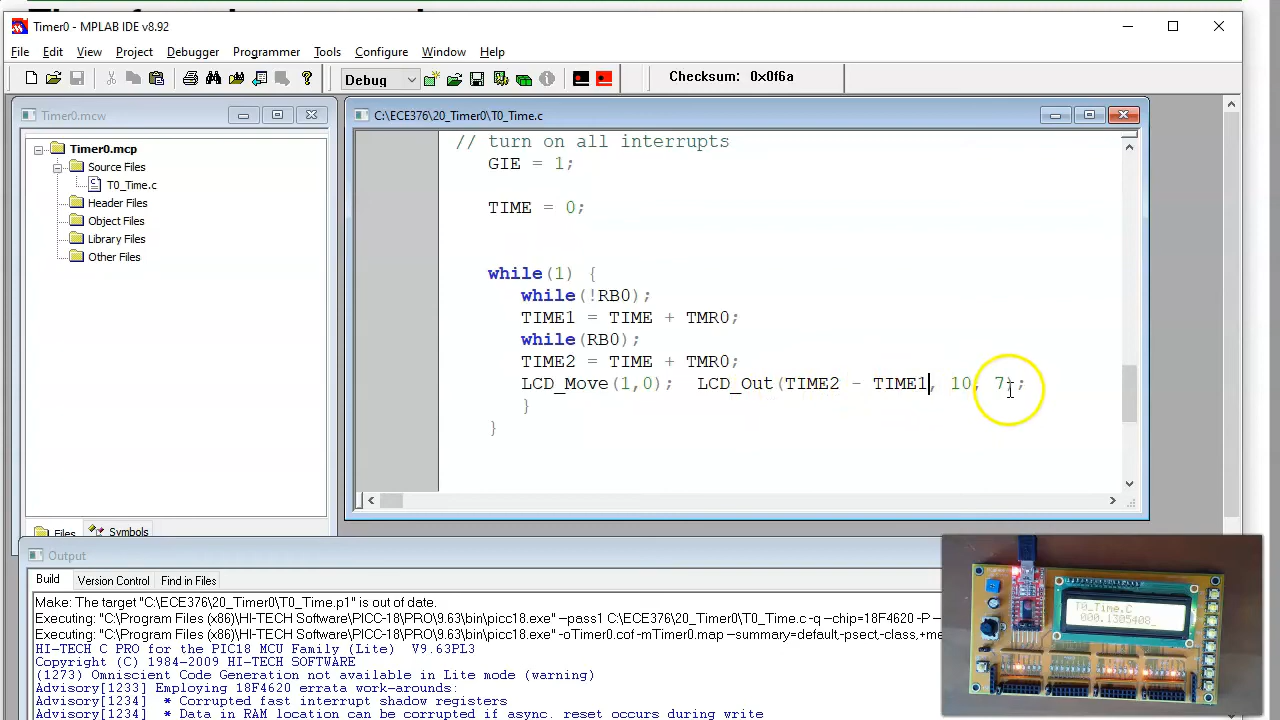 Timer0 - MPLAB IDE v8.92
File Edit View Project Debugger Programmer Tools Configure Window Help
Debug
Checksum: 0x0f6a
Timer0.mcw
Timer0.mcp
Source Files
T0_Time.c
Header Files
Object Files
Library Files
Other Files
Files Symbols
C:\ECE376\20_Timer0\T0_Time.c
// turn on all interrupts
GIE = 1;
TIME = 0;
while(1) {
while(!RB0);
TIME1 = TIME + TMR0;
while(RB0);
TIME2 = TIME + TMR0;
LCD_Move(1,0); LCD_Out(TIME2 - TIME1, 10, 7);
}
}
Output
Build Version Control Find in Files
Make: The target "C:\ECE376\20_Timer0\T0_Time.p1" is out of date.
Executing: "C:\Program Files (x86)\HI-TECH Software\PICC-18\PRO\9.63\bin\picc18.exe" --pass1 C:\ECE376\20_Timer0\T0_Time.c -q --chip=18F4620 -P
Executing: "C:\Program Files (x86)\HI-TECH Software\PICC-18\PRO\9.63\bin\picc18.exe" -oTimer0.cof -mTimer0.map --summary=default-psect-class,+me
HI-TECH C PRO for the PIC18 MCU Family (Lite) V9.63PL3
Copyright (C) 1984-2009 HI-TECH SOFTWARE
(1273) Omniscient Code Generation not available in Lite mode (warning)
Advisory[1233] Employing 18F4620 errata work-arounds:
Advisory[1234] * Corrupted fast interrupt shadow registers
Advisory[1234] * Data in RAM location can be corrupted if async. reset occurs during write
T0_Time.C
000.1305408